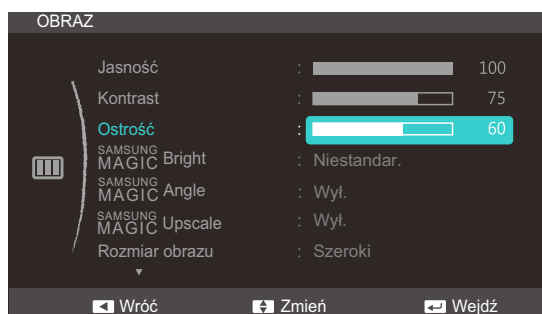 OBRAZ
Jasność : 100
Kontrast : 75
Ostrość : 60
SAMSUNG MAGIC Bright : Niestandar.
SAMSUNG MAGIC Angle : Wył.
SAMSUNG MAGIC Upscale : Wył.
Rozmiar obrazu : Szeroki
Wróć Zmień Wejdź